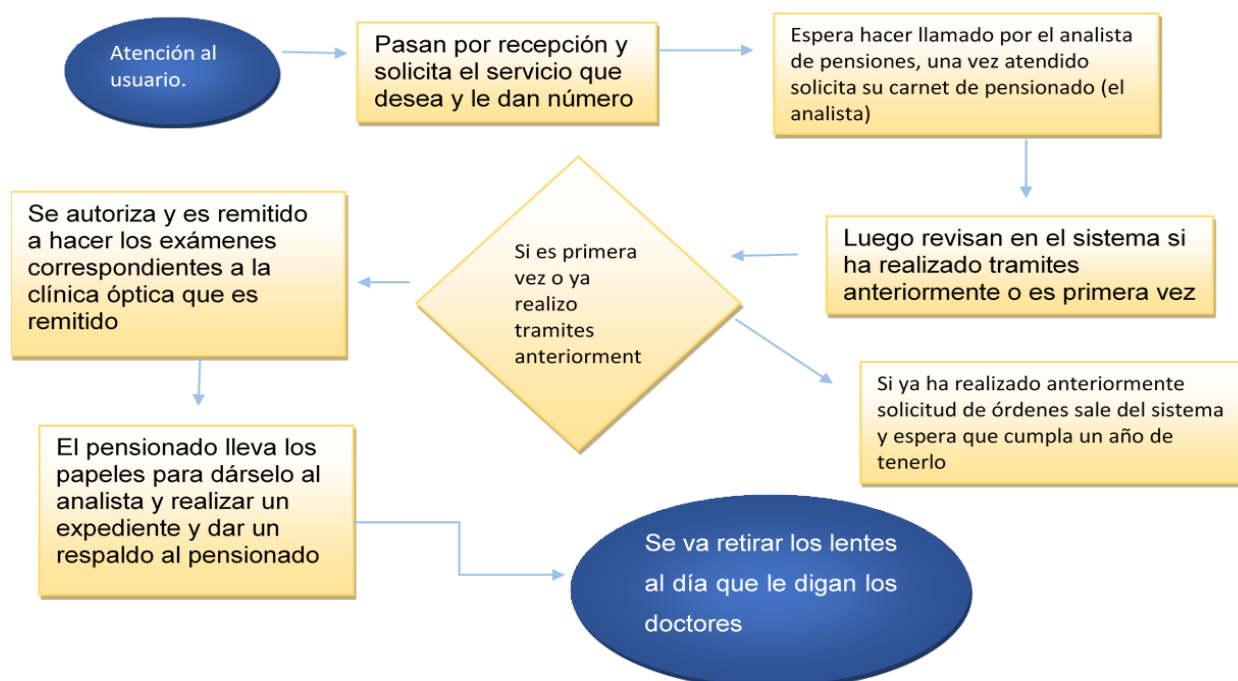 Atención al
usuario.
Pasan por recepción y
solicita el servicio que
desea y le dan número
Espera hacer llamado por el analista
de pensiones, una vez atendido
solicita su carnet de pensionado (el
analista)
Luego revisan en el sistema si
ha realizado tramites
anteriormente o es primera vez
Si es primera
vez o ya
realizo
tramites
anteriorment
Se autoriza y es remitido
a hacer los exámenes
correspondientes a la
clínica óptica que es
remitido
Si ya ha realizado anteriormente
solicitud de órdenes sale del sistema
y espera que cumpla un año de
tenerlo
El pensionado lleva los
papeles para dárselo al
analista y realizar un
expediente y dar un
respaldo al pensionado
Se va retirar los lentes
al día que le digan los
doctores